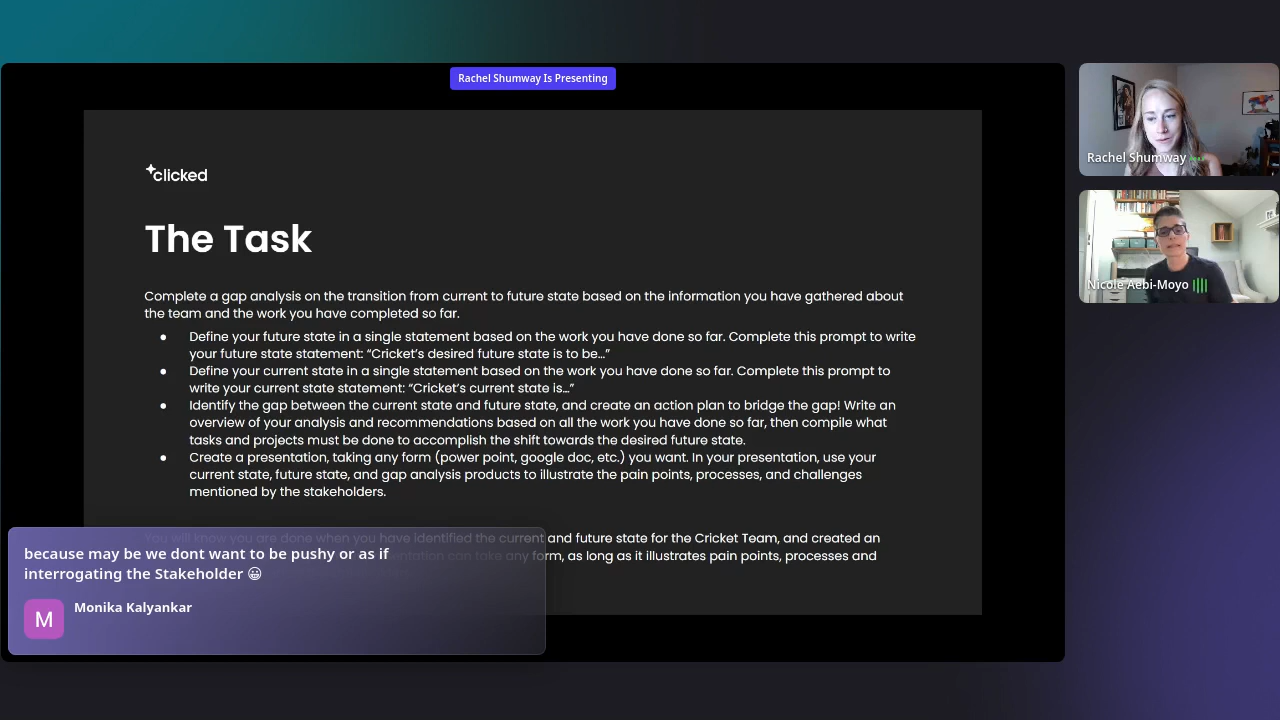 Rachel Shumway Is Presenting
clicked
The Task
Complete a gap analysis on the transition from current to future state based on the information you have gathered about
the team and the work you have completed so far.
● Define your future state in a single statement based on the work you have done so far. Complete this prompt to write
your future state statement: “Cricket’s desired future state is to be…”
● Define your current state in a single statement based on the work you have done so far. Complete this prompt to
write your current state statement: “Cricket’s current state is…”
● Identify the gap between the current state and future state, and create an action plan to bridge the gap! Write an
overview of your analysis and recommendations based on all the work you have done so far, then compile what
tasks and projects must be done to accomplish the shift towards the desired future state.
● Create a presentation, taking any form (power point, google doc, etc.) you want. In your presentation, use your
current state, future state, and gap analysis products to illustrate the pain points, processes, and challenges
mentioned by the stakeholders.
You will know you are done when you have identified the current and future state for the Cricket Team, and created an
entation can take any form, as long as it illustrates pain points, processes and
because may be we dont want to be pushy or as if
interrogating the Stakeholder 😀
M
Monika Kalyankar
Rachel Shumway
Nicole Aebi-Moyo